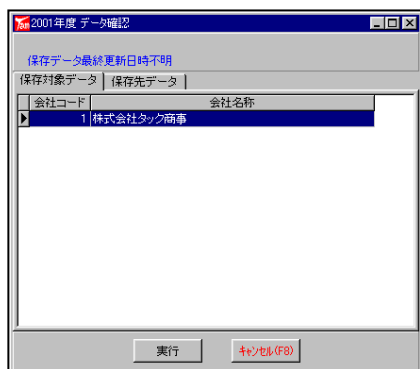 2001年度 データ確認
保存データ最終更新日時不明
保存対象データ 保存先データ
会社コード 会社名称
1 株式会社タック商事
実行 キャンセル(F8)